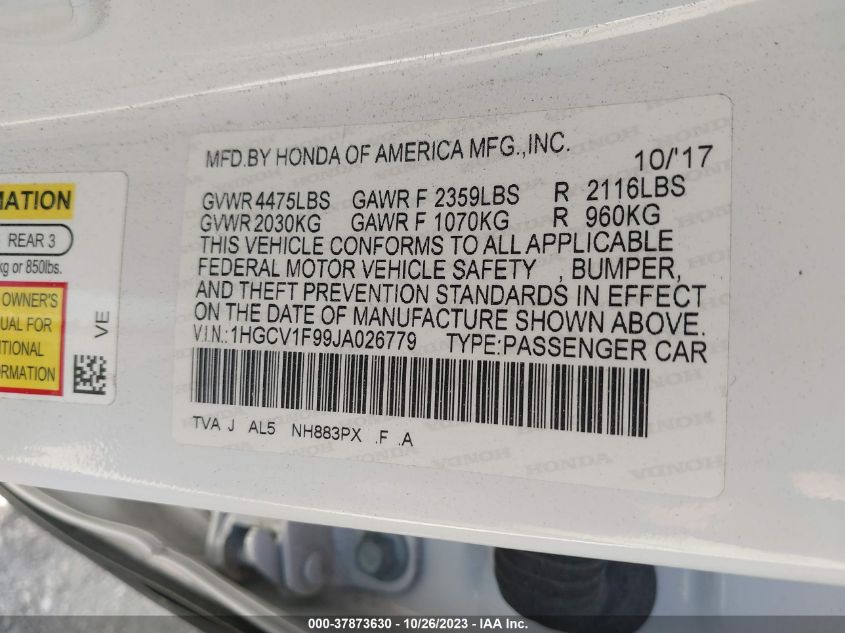 MFD.BY HONDA OF AMERICA MFG.,INC. 10/'17
GVWR 4475LBS GAWR F 2359LBS R 2116LBS
GVWR 2030KG GAWR F 1070KG R 960KG
THIS VEHICLE CONFORMS TO ALL APPLICABLE
FEDERAL MOTOR VEHICLE SAFETY , BUMPER,
AND THEFT PREVENTION STANDARDS IN EFFECT
ON THE DATE OF MANUFACTURE SHOWN ABOVE.
V.I.N.:1HGCV1F99JA026779 TYPE:PASSENGER CAR
TVA J AL5 NH883PX .F .A
MATION
REAR 3
kg or 850lbs.
OWNER'S
UAL FOR
ITIONAL
FORMATION
VE
000-37873630 - 10/26/2023 - IAA Inc.